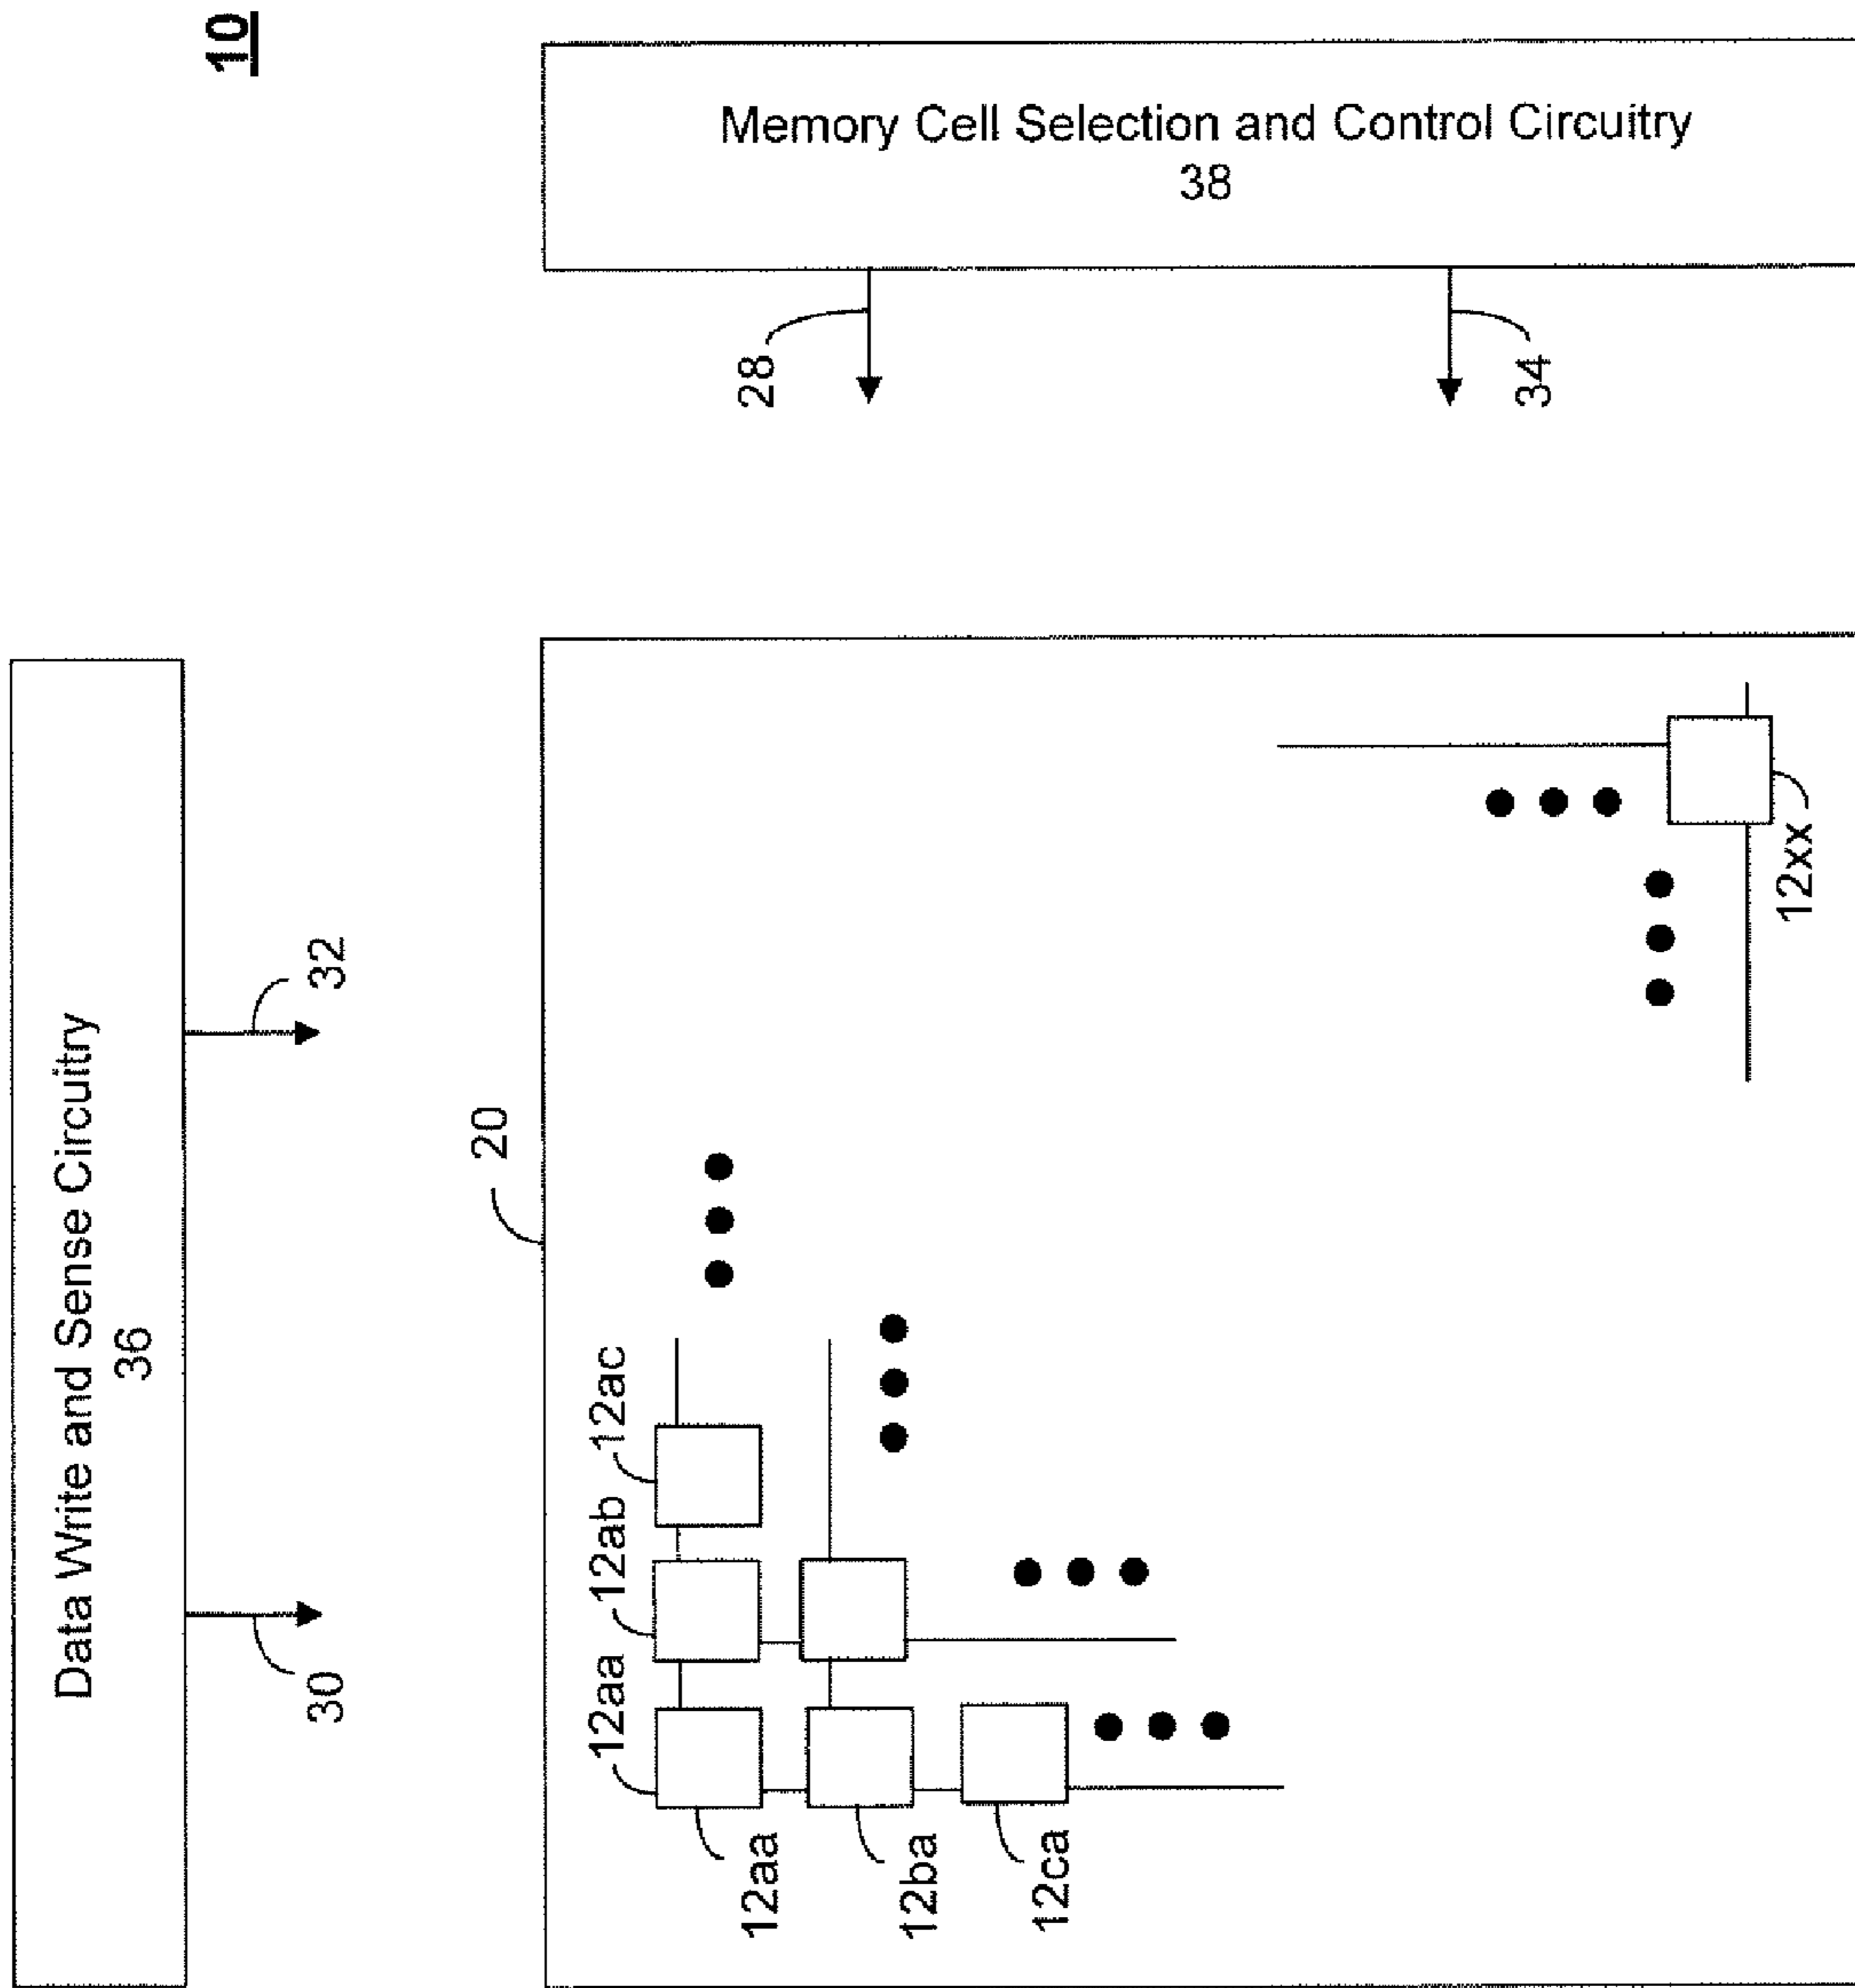 10
Data Write and Sense Circuitry
36
30
32
20
Memory Cell Selection and Control Circuitry
38
28
34
12aa
12ab
12ac
12aa
12ba
12ca
12xx